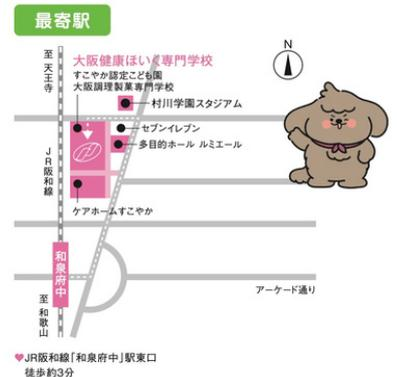 最寄駅
至 天王寺
大阪健康ほいく専門学校
すこやか認定こども園
大阪調理製菓専門学校
N
村川学園スタジアム
セブンイレブン
多目的ホール ルミエール
JR阪和線
ケアホームすこやか
和泉府中
至 和歌山
アーケード通り
♥JR阪和線「和泉府中」駅東口
徒歩約3分